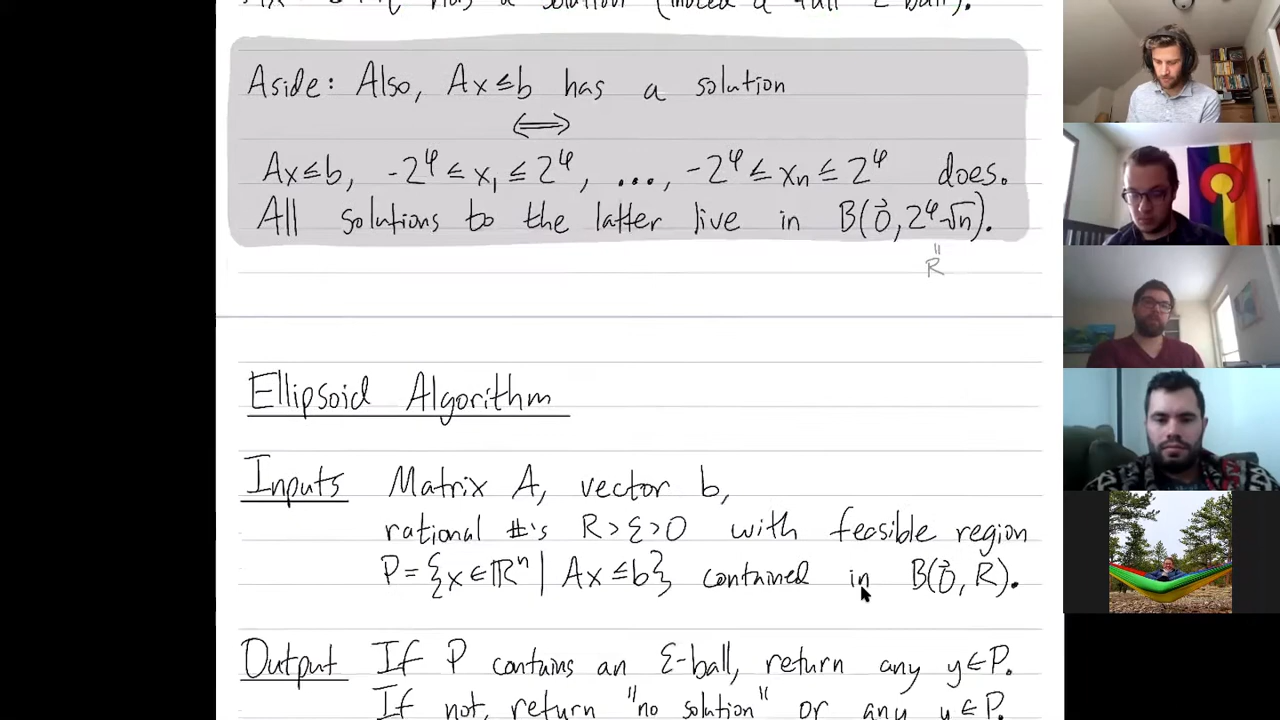 has a solution
Aside: Also, Ax ≤ b has a solution
⟺
Ax ≤ b, -2^φ ≤ x₁ ≤ 2^φ, ..., -2^φ ≤ xₙ ≤ 2^φ does.
All solutions to the latter live in B(0⃗, 2^φ √n).
"
R
Ellipsoid Algorithm
Inputs Matrix A, vector b,
rational #'s R > ε > 0 with feasible region
P = {x ∈ ℝⁿ | Ax ≤ b} contained in B(0⃗, R).
Output If P contains an ε-ball, return any y ∈ P.
If not, return "no solution" or any y ∈ P.